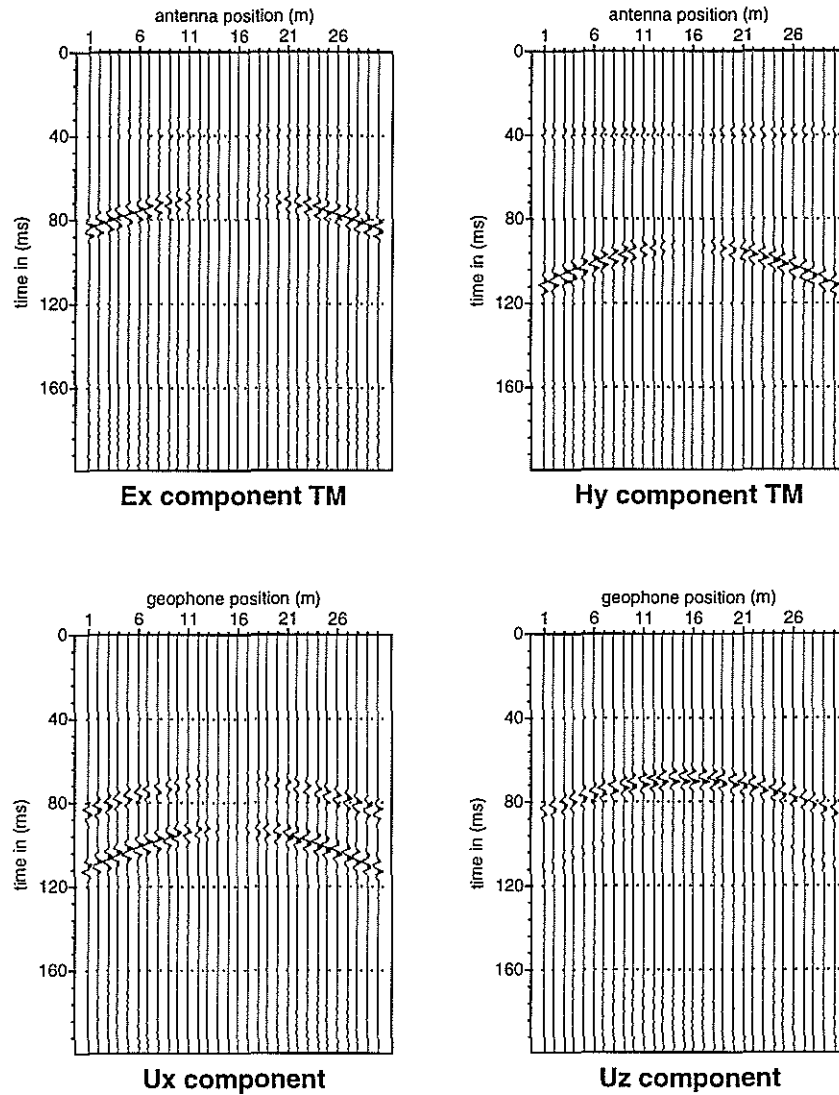 antenna position (m)
1 6 11 16 21 26
0
40
80
120
160
time in (ms)
Ex component TM
antenna position (m)
1 6 11 16 21 26
0
40
80
120
160
time in (ms)
Hy component TM
geophone position (m)
1 6 11 16 21 26
0
40
80
120
160
time in (ms)
Ux component
geophone position (m)
1 6 11 16 21 26
0
40
80
120
160
time in (ms)
Uz component